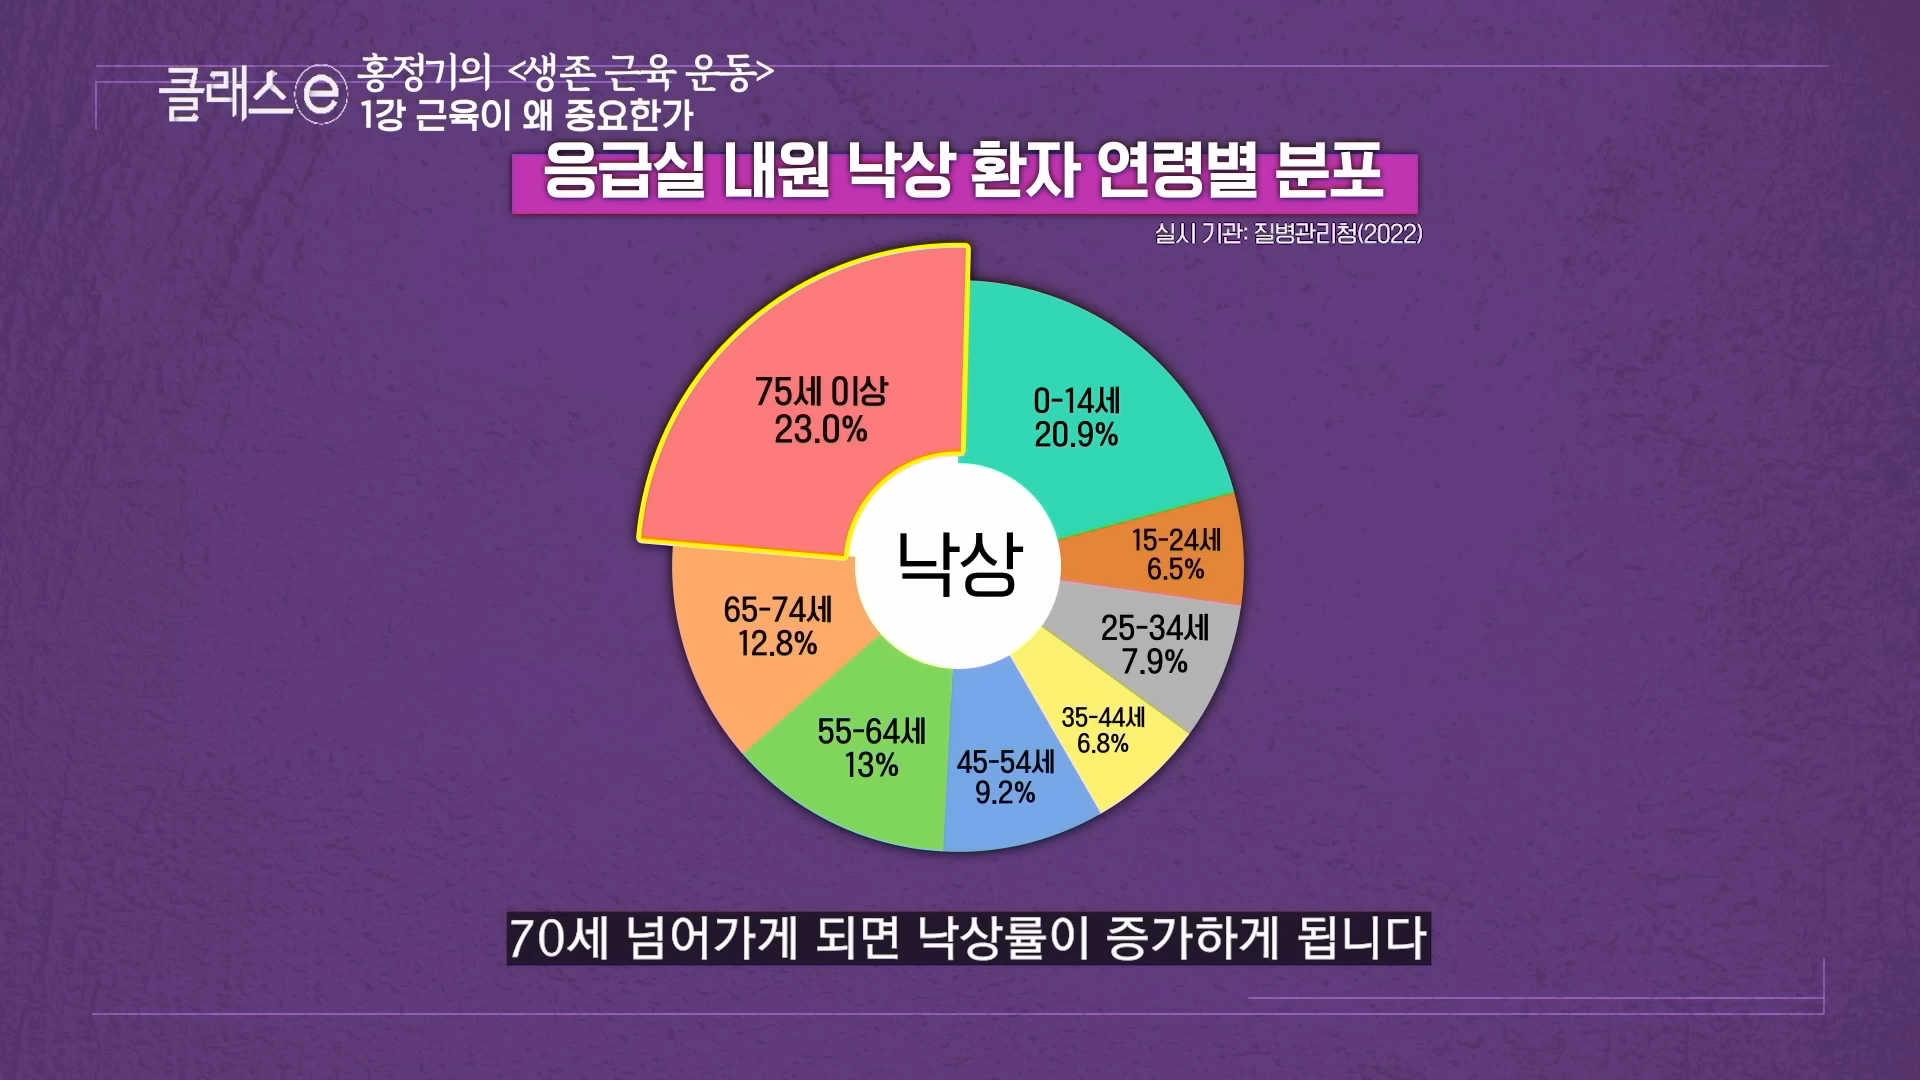 클래스e
홍정기의 <생존 근육 운동>
1강 근육이 왜 중요한가
응급실 내원 낙상 환자 연령별 분포
실시 기관: 질병관리청(2022)
75세 이상
23.0%
0-14세
20.9%
15-24세
6.5%
25-34세
7.9%
35-44세
6.8%
45-54세
9.2%
55-64세
13%
65-74세
12.8%
낙상
70세 넘어가게 되면 낙상률이 증가하게 됩니다